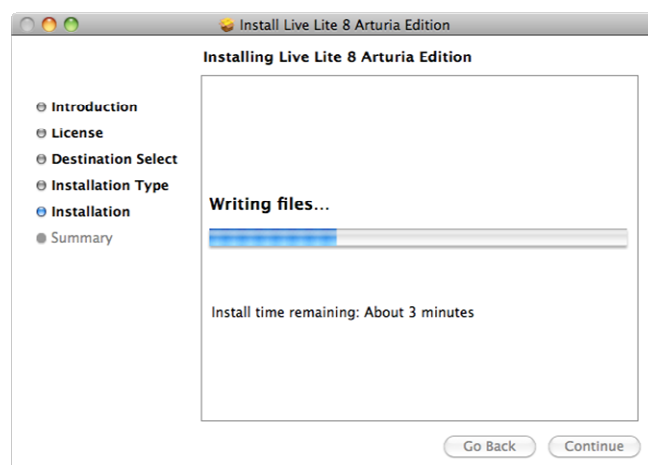 Install Live Lite 8 Arturia Edition
Installing Live Lite 8 Arturia Edition
Introduction
License
Destination Select
Installation Type
Installation
Summary
Writing files...
Install time remaining: About 3 minutes
Go Back
Continue